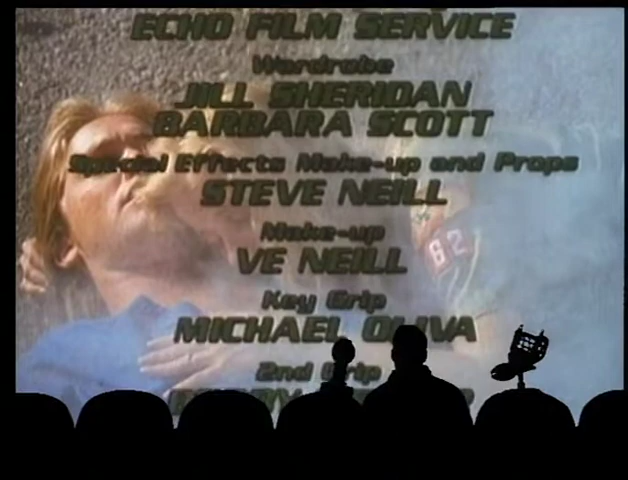 ECHO FILM SERVICE
Wardrobe
JILL SHERIDAN
BARBARA SCOTT
Special Effects Make-up and Props
STEVE NEILL
Make-up
VE NEILL
Key Grip
MICHAEL OLIVA
2nd Grip
62